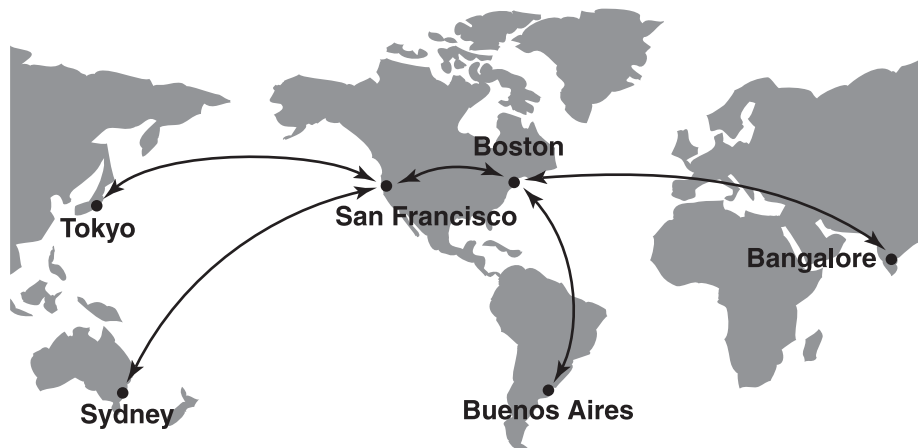 Boston
San Francisco
Tokyo
Bangalore
Sydney
Buenos Aires